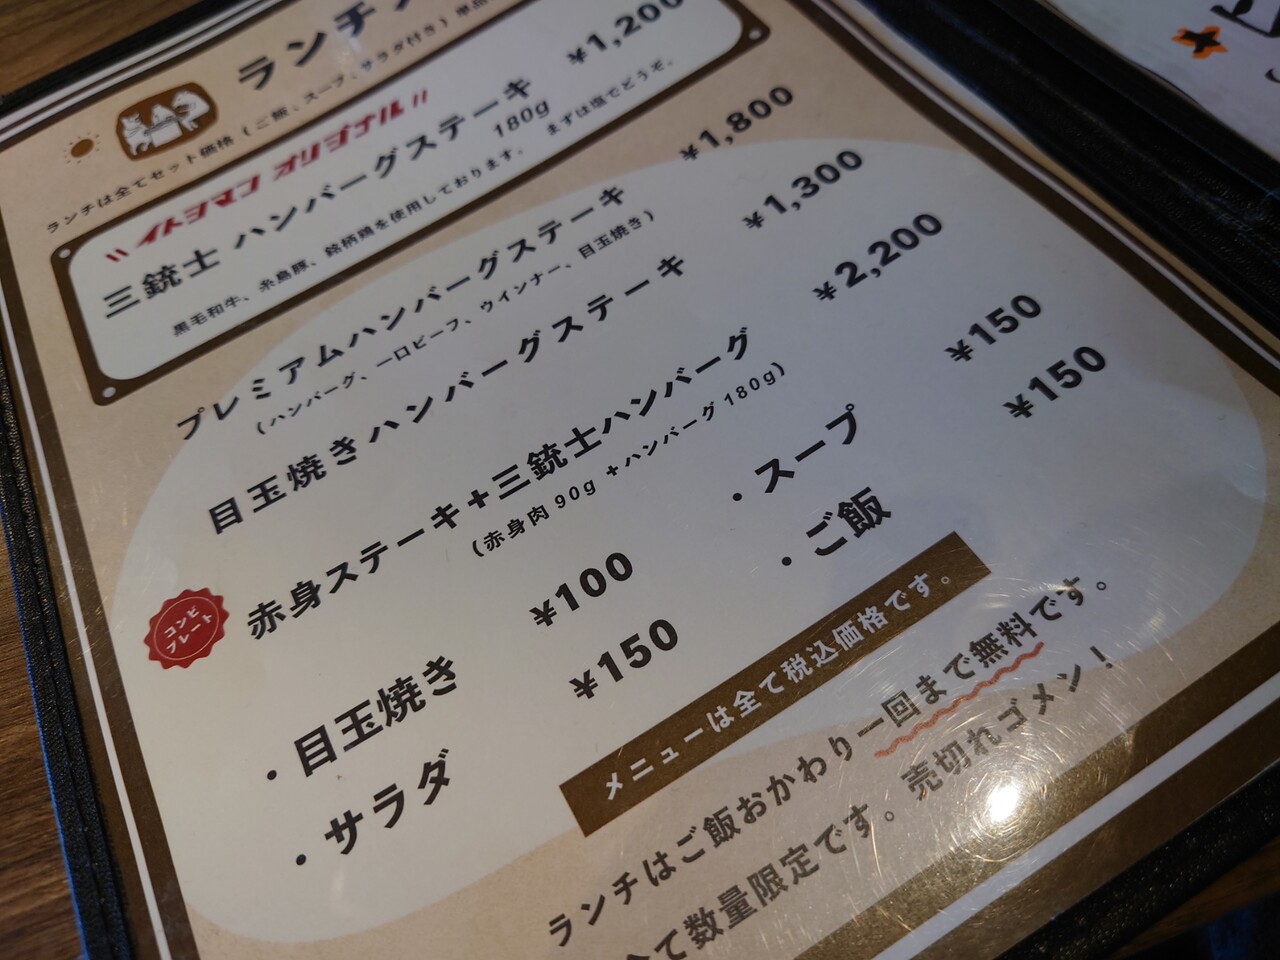 ランチ
ランチは全てセット価格（ご飯、スープ、サラダ付き）単品
イトシマン オリジナル
三銃士 ハンバーグステーキ ¥1,200
180g
黒毛和牛、糸島豚、銘柄鶏を使用しております。 まずは塩でどうぞ。
プレミアムハンバーグステーキ ¥1,800
（ハンバーグ、一口ビーフ、ウインナー、目玉焼き）
目玉焼きハンバーグステーキ ¥1,300
コンビ
プレート
赤身ステーキ+三銃士ハンバーグ ¥2,200
（赤身肉 90g +ハンバーグ 180g）
・目玉焼き ¥100
・サラダ ¥150
・スープ ¥150
・ご飯 ¥150
メニューは全て税込価格です。
ランチはご飯おかわり一回まで無料です。
全て数量限定です。売切れゴメン！